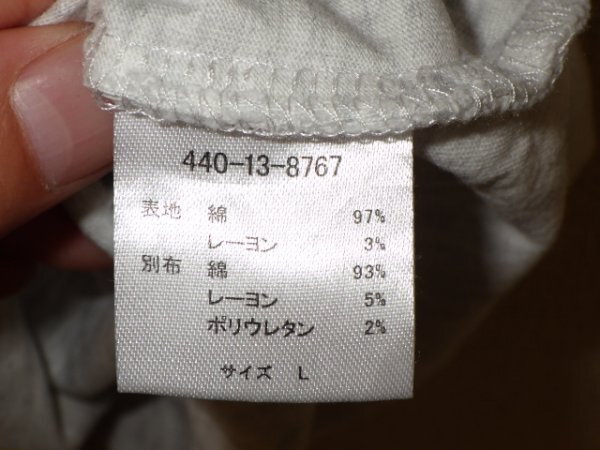 440-13-8767
表地 綿 97%
レーヨン 3%
別布 綿 93%
レーヨン 5%
ポリウレタン 2%
サイズ L